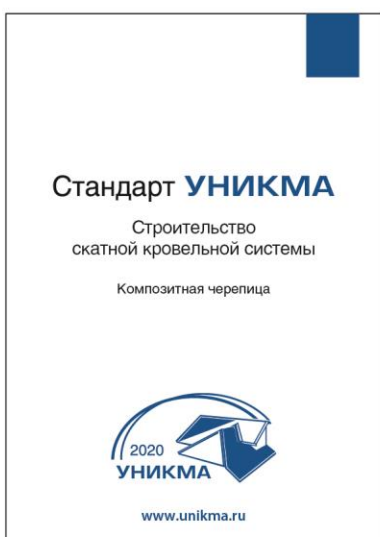 Стандарт УНИКМА
Строительство
скатной кровельной системы
Композитная черепица
2020
УНИКМА
www.unikma.ru